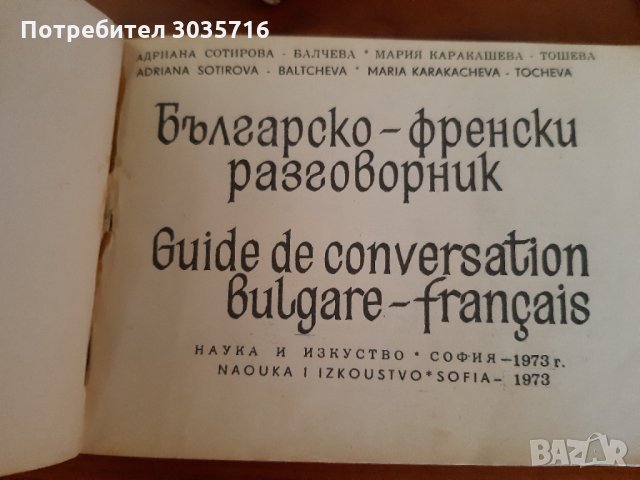 Потребител 3035716
АДРИАНА СОТИРОВА - БАЛЧЕВА * МАРИЯ КАРАКАШЕВА - ТОШЕВА
ADRIANA SOTIROVA - BALTCHEVA * MARIA KARAKACHEVA - TOCHEVA
Българско - френски
разговорник
Guide de conversation
bulgare - français
НАУКА И ИЗКУСТВО * СОФИЯ - 1973 г.
NAOUKA I IZKOUSTVO * SOFIA - 1973
BAZAR